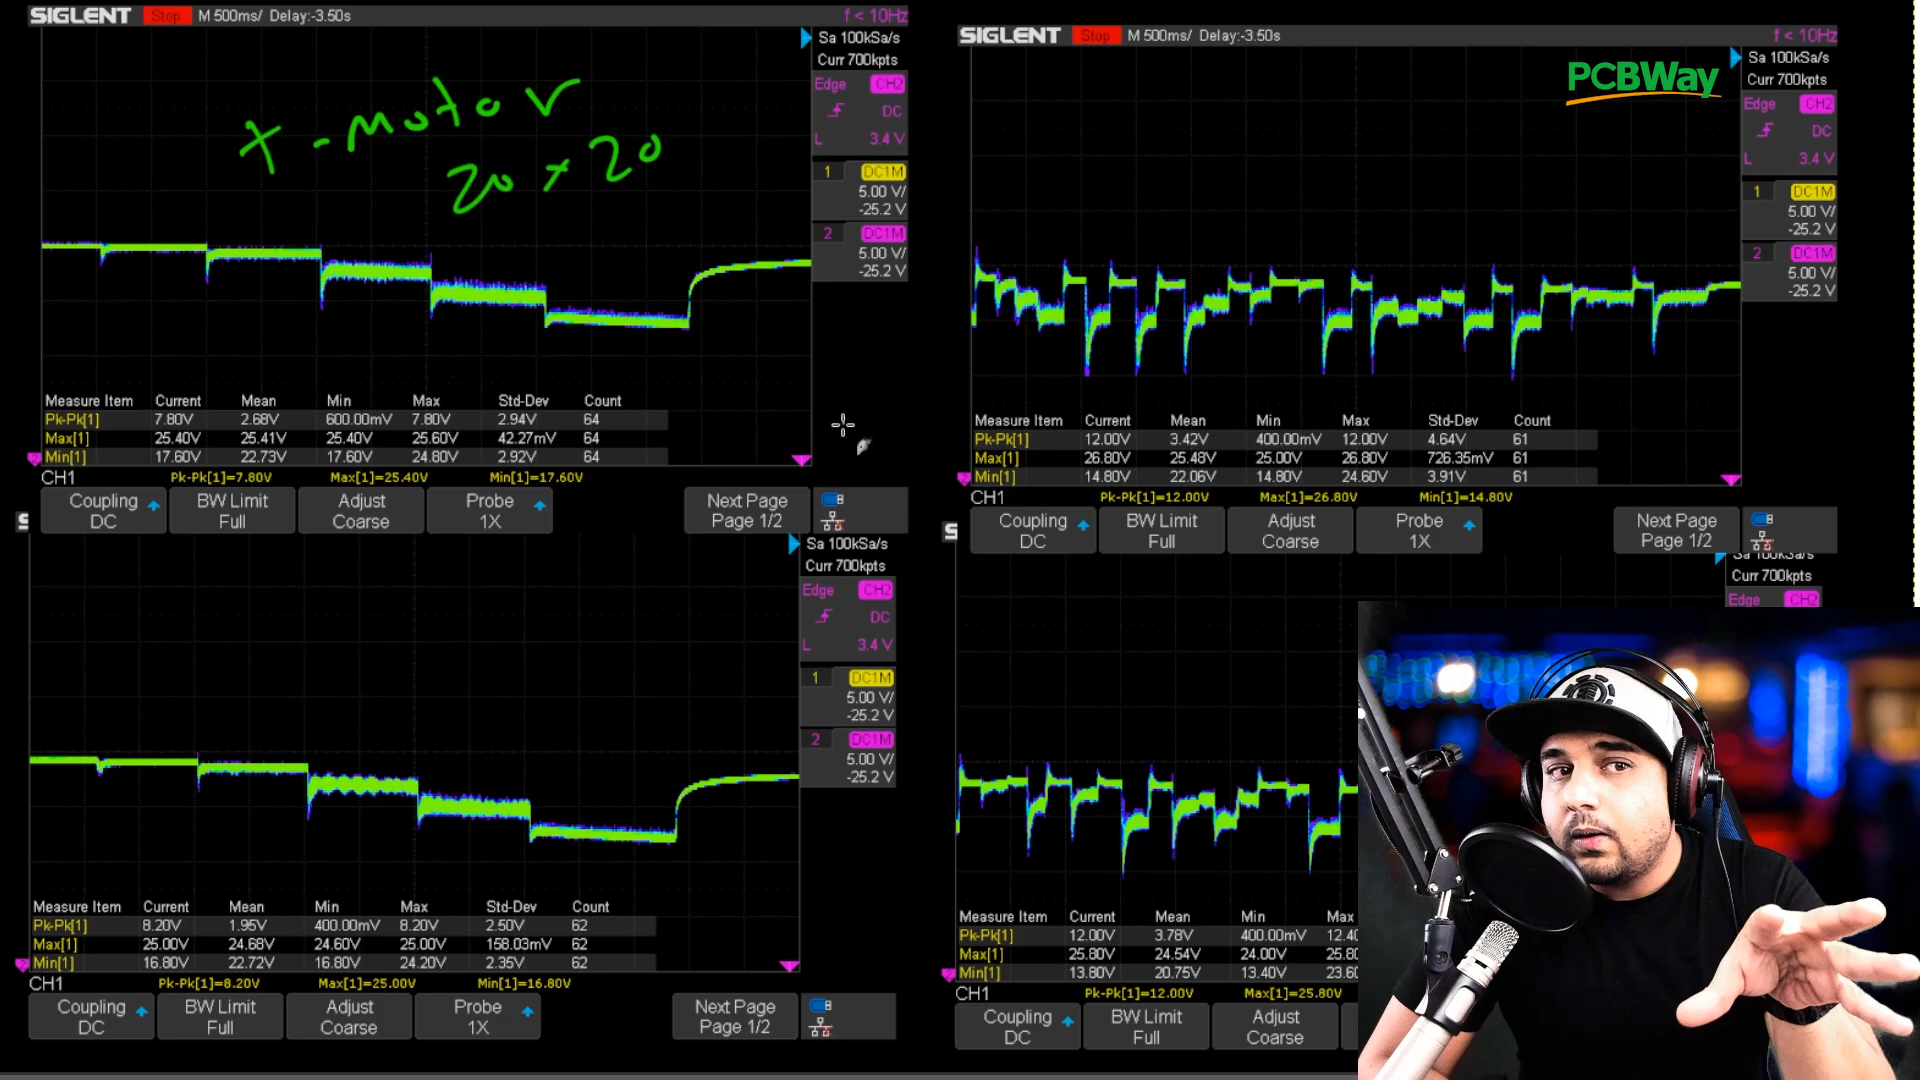 SIGLENT Stop M 500ms/ Delay:-3.50s f < 10Hz
Sa 100kSa/s
Curr 700kpts
Edge CH2
DC
L 3.4 V
1 DC1M
5.00 V/
-25.2 V
2 DC1M
5.00 V/
-25.2 V
t-motor
20x20
Measure Item Current Mean Min Max Std-Dev Count
Pk-Pk[1] 7.80V 2.68V 600.00mV 7.80V 2.94V 64
Max[1] 25.40V 25.41V 25.40V 25.60V 42.27mV 64
Min[1] 17.60V 22.73V 17.60V 24.80V 2.92V 64
CH1 Pk-Pk[1]=7.80V Max[1]=25.40V Min[1]=17.60V
Coupling DC
BW Limit Full
Adjust Coarse
Probe 1X
Next Page Page 1/2
SIGLENT Stop M 500ms/ Delay:-3.50s f < 10Hz
PCBWay
Sa 100kSa/s
Curr 700kpts
Edge CH2
DC
L 3.4 V
1 DC1M
5.00 V/
-25.2 V
2 DC1M
5.00 V/
-25.2 V
Measure Item Current Mean Min Max Std-Dev Count
Pk-Pk[1] 12.00V 3.42V 400.00mV 12.00V 4.64V 61
Max[1] 26.80V 25.48V 25.00V 26.80V 726.35mV 61
Min[1] 14.80V 22.06V 14.80V 24.60V 3.91V 61
CH1 Pk-Pk[1]=12.00V Max[1]=26.80V Min[1]=14.80V
Coupling DC
BW Limit Full
Adjust Coarse
Probe 1X
Next Page Page 1/2
S
Sa 100kSa/s
Curr 700kpts
Edge CH2
DC
L 3.4 V
1 DC1M
5.00 V/
-25.2 V
2 DC1M
5.00 V/
-25.2 V
Measure Item Current Mean Min Max Std-Dev Count
Pk-Pk[1] 8.20V 1.95V 400.00mV 8.20V 2.50V 62
Max[1] 25.00V 24.68V 24.60V 25.00V 158.03mV 62
Min[1] 16.80V 22.72V 16.80V 24.20V 2.35V 62
CH1 Pk-Pk[1]=8.20V Max[1]=25.00V Min[1]=16.80V
Coupling DC
BW Limit Full
Adjust Coarse
Probe 1X
Next Page Page 1/2
S
Sa 100kSa/s
Curr 700kpts
Edge CH2
Measure Item Current Mean Min Max
Pk-Pk[1] 12.00V 3.78V 400.00mV 12.40
Max[1] 25.80V 24.54V 24.00V 25.80
Min[1] 13.80V 20.75V 13.40V 23.60
CH1 Pk-Pk[1]=12.00V Max[1]=25.80V
Coupling DC
BW Limit Full
Adjust Coarse